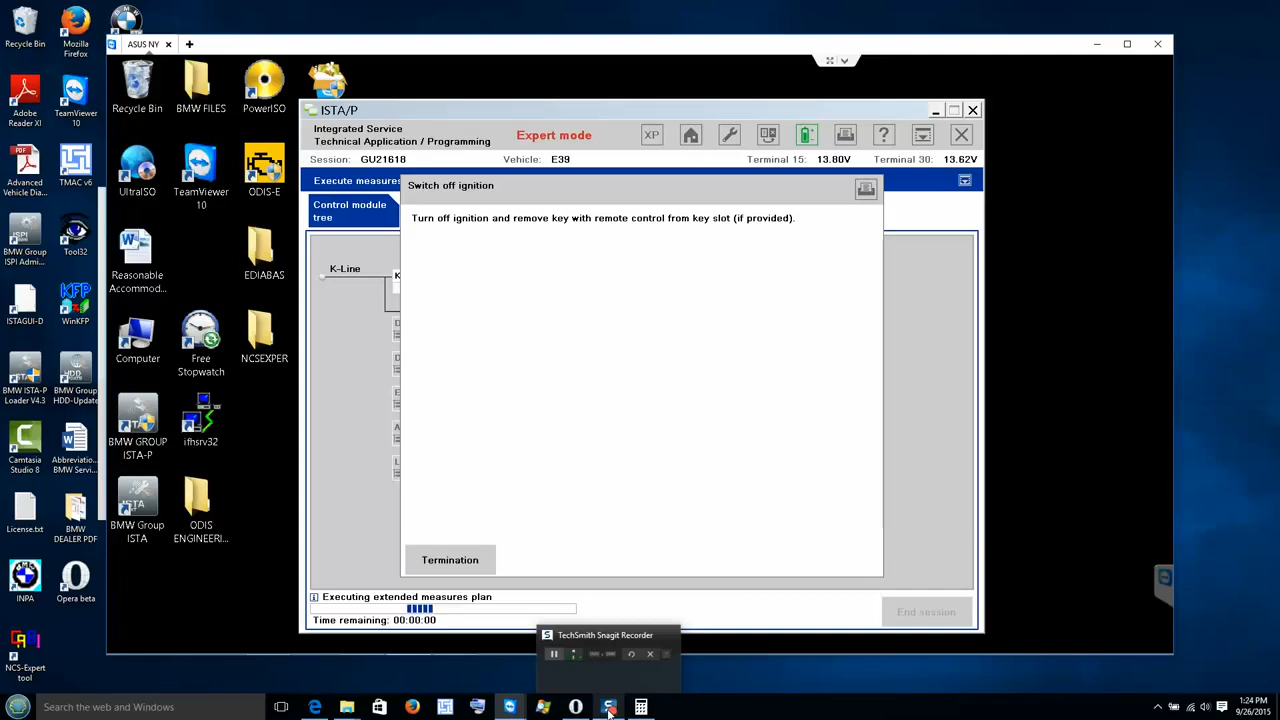 Recycle Bin
Mozilla
Firefox
Adobe
Reader XI
TeamViewer
10
Advanced
Vehicle Dia...
TMAC v6
BMW Group
ISPI Admi...
Tool32
ISTAGUI-D
WinKFP
BMW ISTA-P
Loader V4.3
BMW Group
HDD-Update
Camtasia
Studio 8
Abbreviation...
BMW Servi...
License.txt
BMW
DEALER PDF
INPA
Opera beta
NCS-Expert
tool
ASUS NY
Recycle Bin
BMW FILES
PowerISO
UltraISO
TeamViewer
10
ODIS-E
Reasonable
Accommod...
EDIABAS
Computer
Free
Stopwatch
NCSEXPER
BMW GROUP
ISTA-P
ifhsrv32
BMW Group
ISTA
ODIS
ENGINEERI...
ISTA/P
Integrated Service
Technical Application / Programming
Expert mode
XP
Session: GU21618
Vehicle: E39
Terminal 15: 13.80V
Terminal 30: 13.62V
Execute measures
Control module
tree
K-Line
K
D
D
E
A
L
Switch off ignition
Turn off ignition and remove key with remote control from key slot (if provided).
Termination
Executing extended measures plan
Time remaining: 00:00:00
End session
TechSmith Snagit Recorder
Search the web and Windows
1:24 PM
9/26/2015